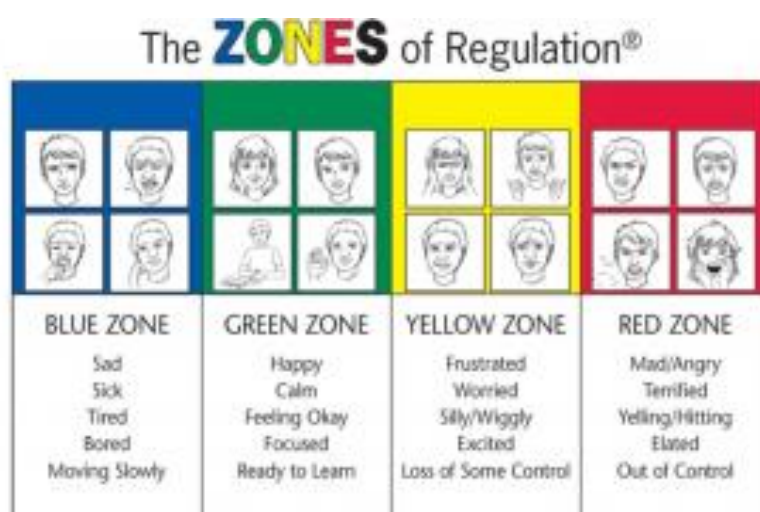 The ZONES of Regulation®
BLUE ZONE
Sad
Sick
Tired
Bored
Moving Slowly
GREEN ZONE
Happy
Calm
Feeling Okay
Focused
Ready to Learn
YELLOW ZONE
Frustrated
Worried
Silly/Wiggly
Excited
Loss of Some Control
RED ZONE
Mad/Angry
Terrified
Yelling/Hitting
Elated
Out of Control